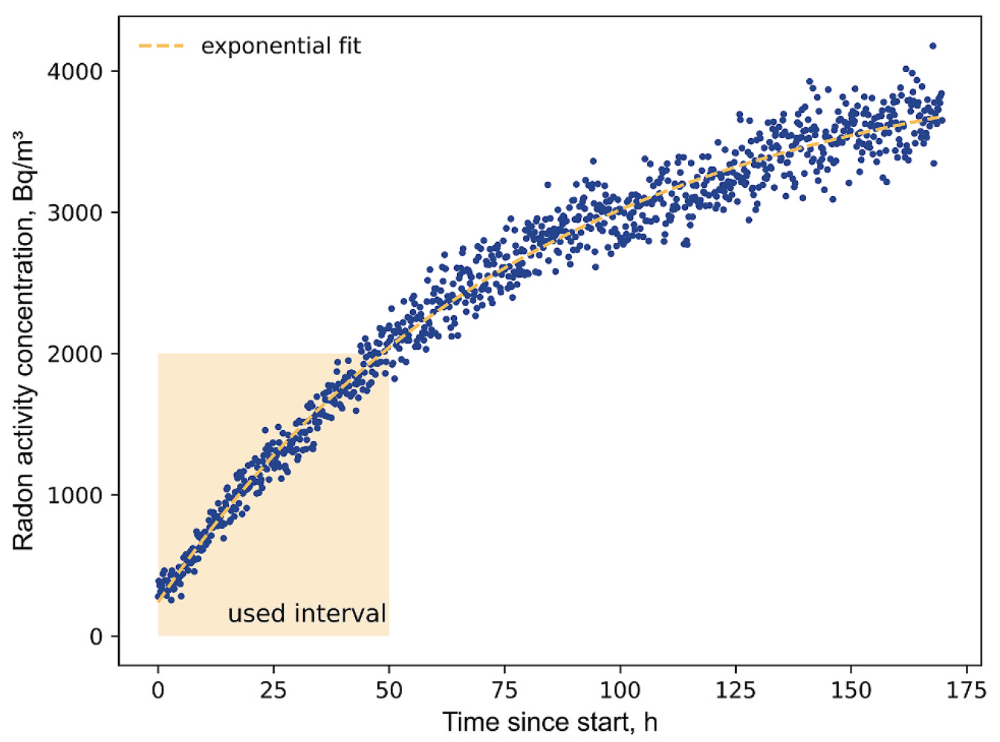 exponential fit
Radon activity concentration, Bq/m³
4000
3000
2000
1000
0
used interval
0 25 50 75 100 125 150 175
Time since start, h